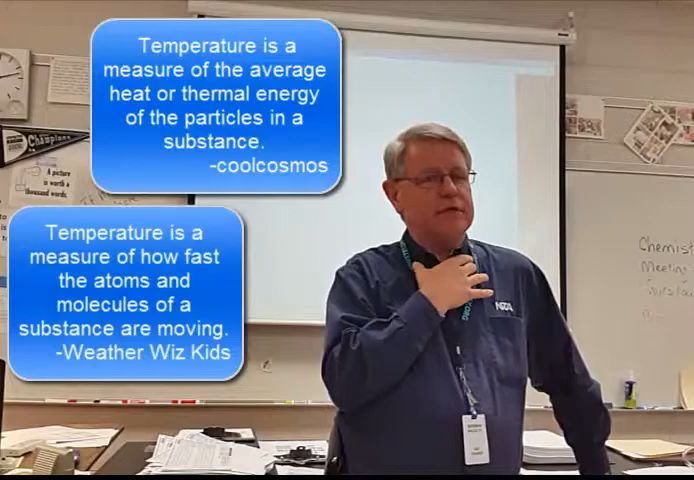 Temperature is a
measure of the average
heat or thermal energy
of the particles in a
substance.
-coolcosmos
Temperature is a
measure of how fast
the atoms and
molecules of a
substance are moving.
-Weather Wiz Kids
Champions
A picture
is worth a
thousand words.
Chemist
Meeting